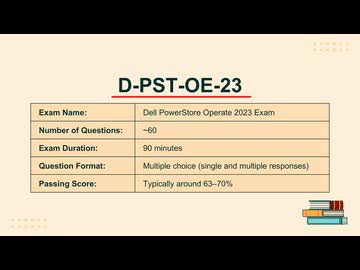 D-PST-OE-23
Exam Name: Dell PowerStore Operate 2023 Exam
Number of Questions: ~60
Exam Duration: 90 minutes
Question Format: Multiple choice (single and multiple responses)
Passing Score: Typically around 63–70%